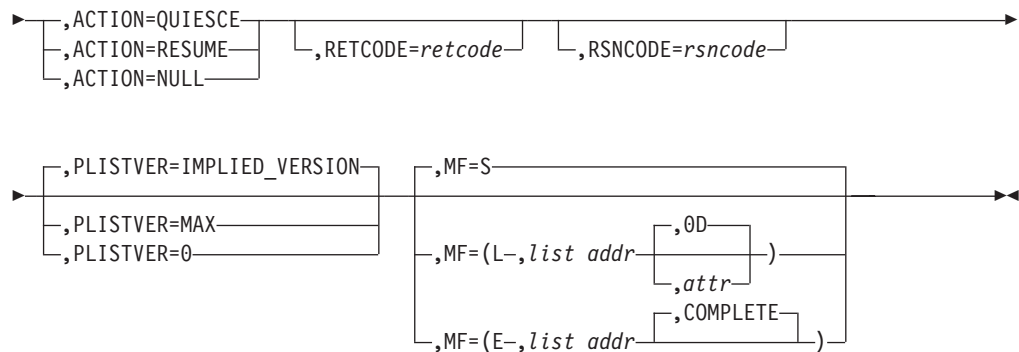 ,ACTION=QUIESCE
,ACTION=RESUME
,ACTION=NULL
,RETCODE=retcode
,RSNCODE=rsncode
,PLISTVER=IMPLIED_VERSION
,PLISTVER=MAX
,PLISTVER=0
,MF=S
,MF=(L ,list addr ,0D ,attr )
,MF=(E ,list addr ,COMPLETE )